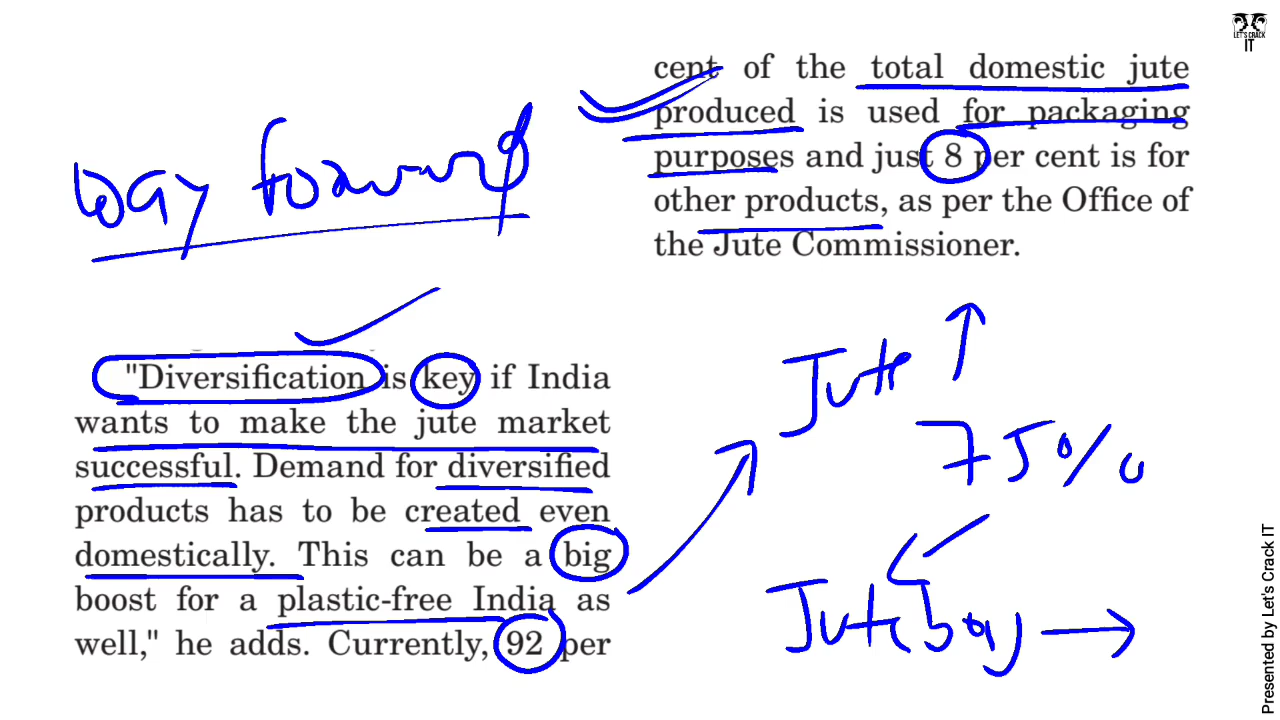 LET'S CRACK
IT
way forward
"Diversification is key if India
wants to make the jute market
successful. Demand for diversified
products has to be created even
domestically. This can be a big
boost for a plastic-free India as
well," he adds. Currently, 92 per
cent of the total domestic jute
produced is used for packaging
purposes and just 8 per cent is for
other products, as per the Office of
the Jute Commissioner.
Jute ↑
75%
Jute bag →
Presented by Let's Crack IT